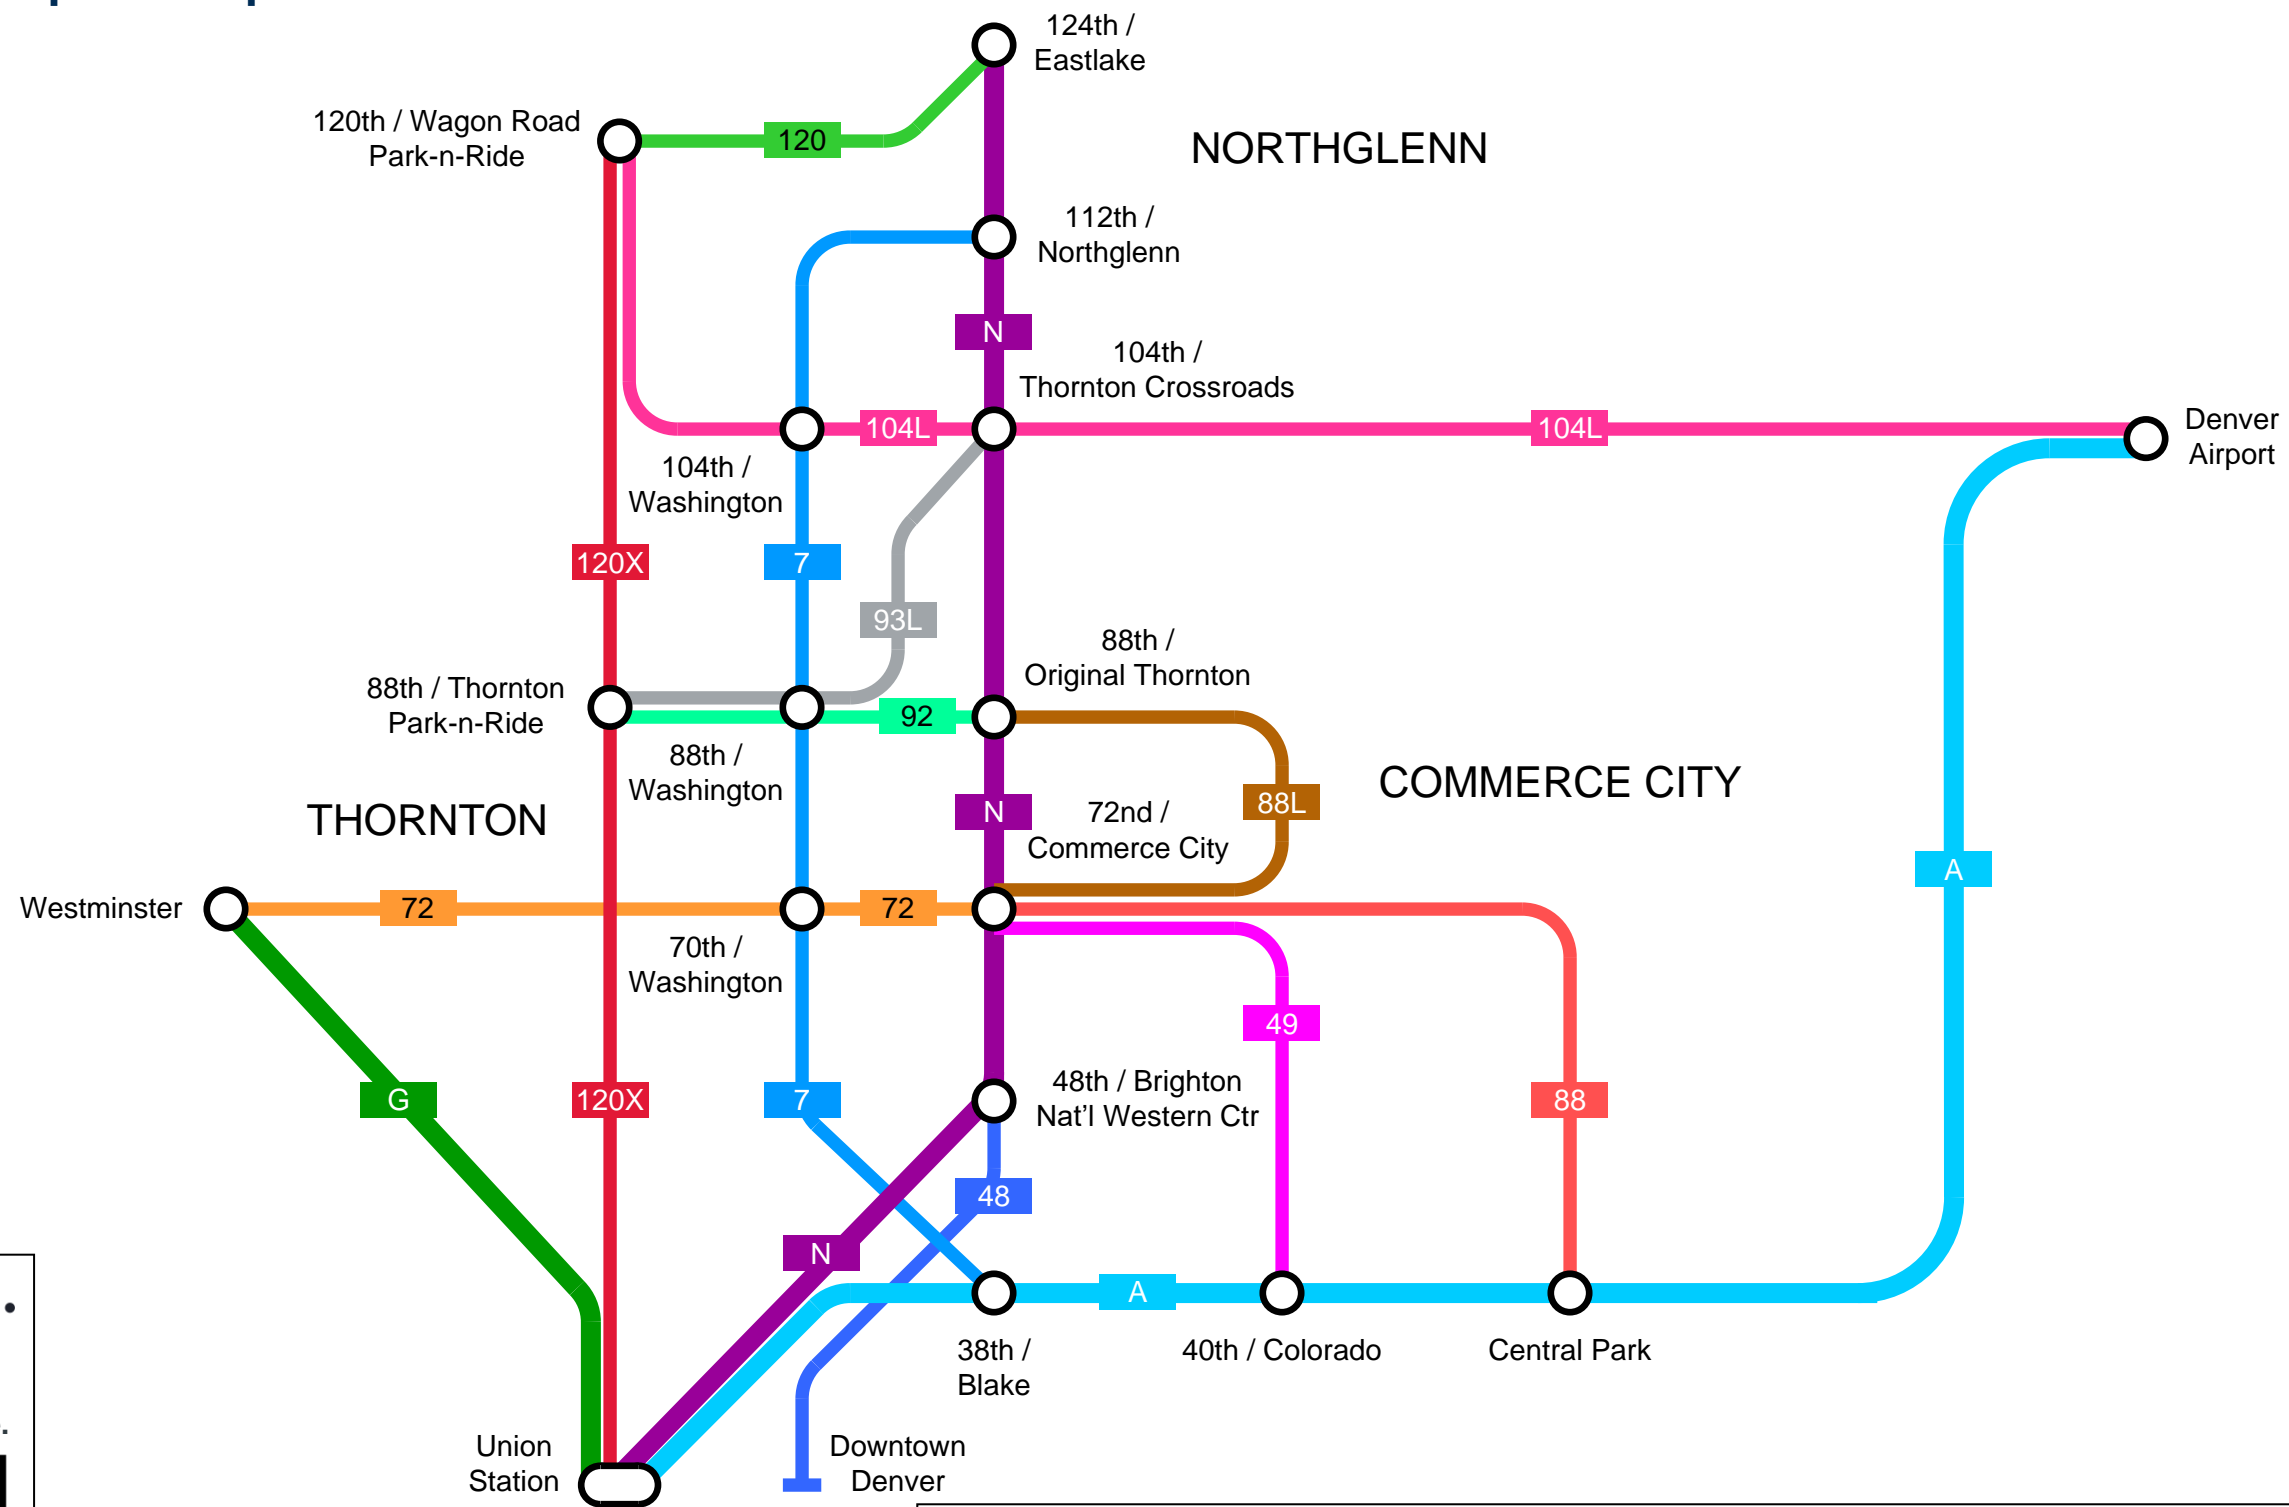 124th /
Eastlake
120th / Wagon Road
Park-n-Ride
120
NORTHGLENN
112th /
Northglenn
N
104th /
Thornton Crossroads
104L
104L
Denver
Airport
104th /
Washington
120X
7
93L
88th /
Original Thornton
88th / Thornton
Park-n-Ride
92
88th /
Washington
COMMERCE CITY
THORNTON
N
72nd /
Commerce City
88L
A
Westminster
72
72
70th /
Washington
49
G
120X
7
48th / Brighton
Nat'l Western Ctr
88
48
N
A
38th /
Blake
40th / Colorado
Central Park
Union
Station
Downtown
Denver